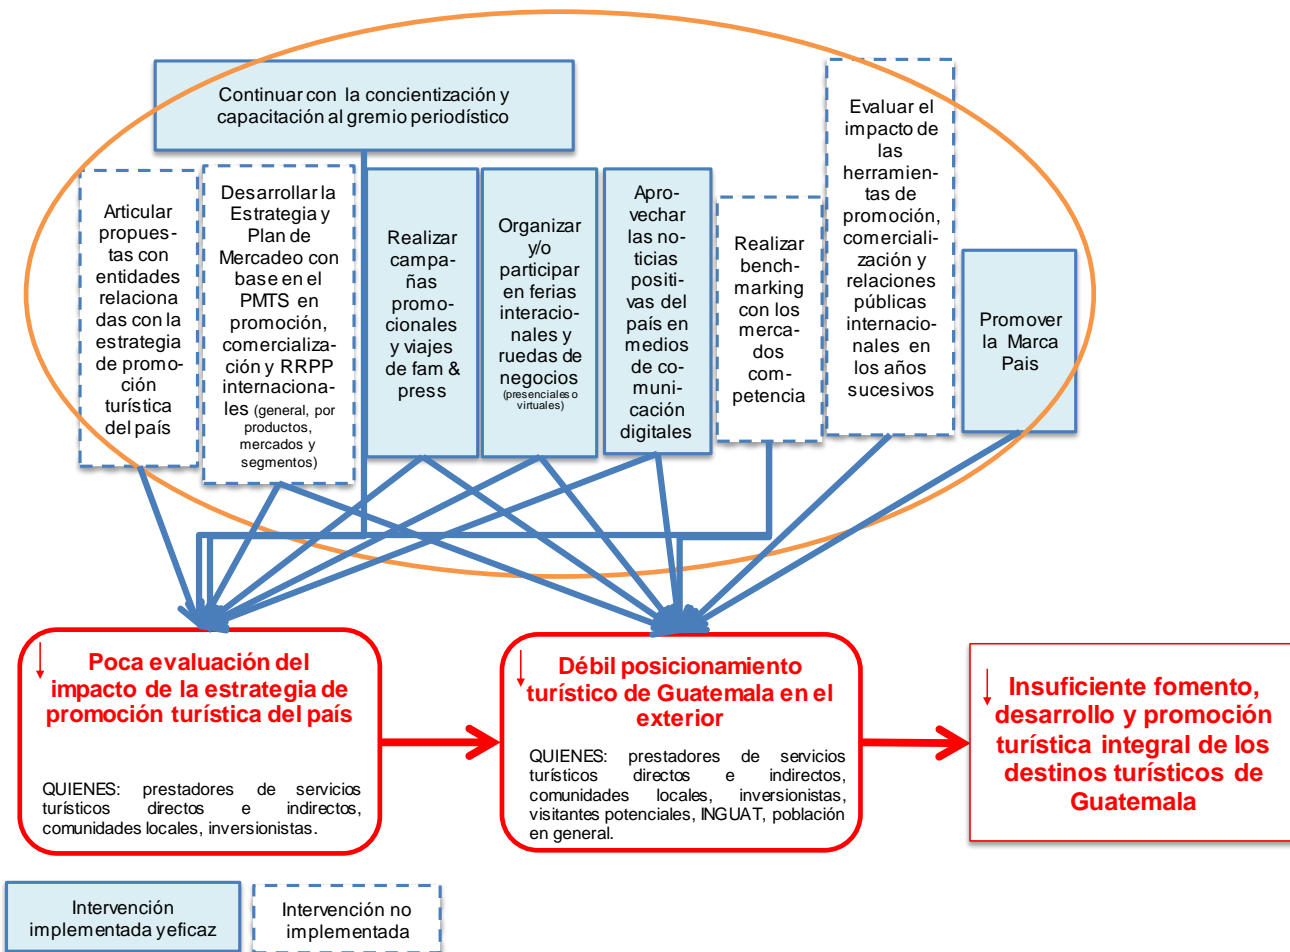 Continuar con la concientización y
capacitación al gremio periodístico
Articular
propues-
tas con
entidades
relaciona
das con la
estrategia
de promo-
ción
turística
del país
Desarrollar la
Estrategia y
Plan de
Mercadeo con
base en el
PMTS en
promoción,
comercializa-
ción y RRPP
internaciona-
les (general, por
productos,
mercados y
segmentos)
Realizar
campa-
ñas
promo-
cionales
y viajes
de fam &
press
Organizar
y/o
participar
en ferias
interacio-
nales y
ruedas de
negocios
(presenciales o
virtuales)
Apro-
vechar
las no-
ticias
positi-
vas del
país en
medios
de co-
muni-
cación
digitales
Realizar
bench-
marking
con los
merca-
dos
com-
petencia
Evaluar el
impacto de
las
herramien-
tas de
promoción,
comerciali-
zación y
relaciones
públicas
internacio-
nales en
los años
sucesivos
Promover
la Marca
Pais
Poca evaluación del
impacto de la estrategia de
promoción turística del país
QUIENES: prestadores de servicios
turísticos directos e indirectos,
comunidades locales, inversionistas.
Débil posicionamiento
turístico de Guatemala en el
exterior
QUIENES: prestadores de servicios
turísticos directos e indirectos,
comunidades locales, inversionistas,
visitantes potenciales, INGUAT, población
en general.
Insuficiente fomento,
desarrollo y promoción
turística integral de los
destinos turísticos de
Guatemala
Intervención
implementada y eficaz
Intervención no
implementada